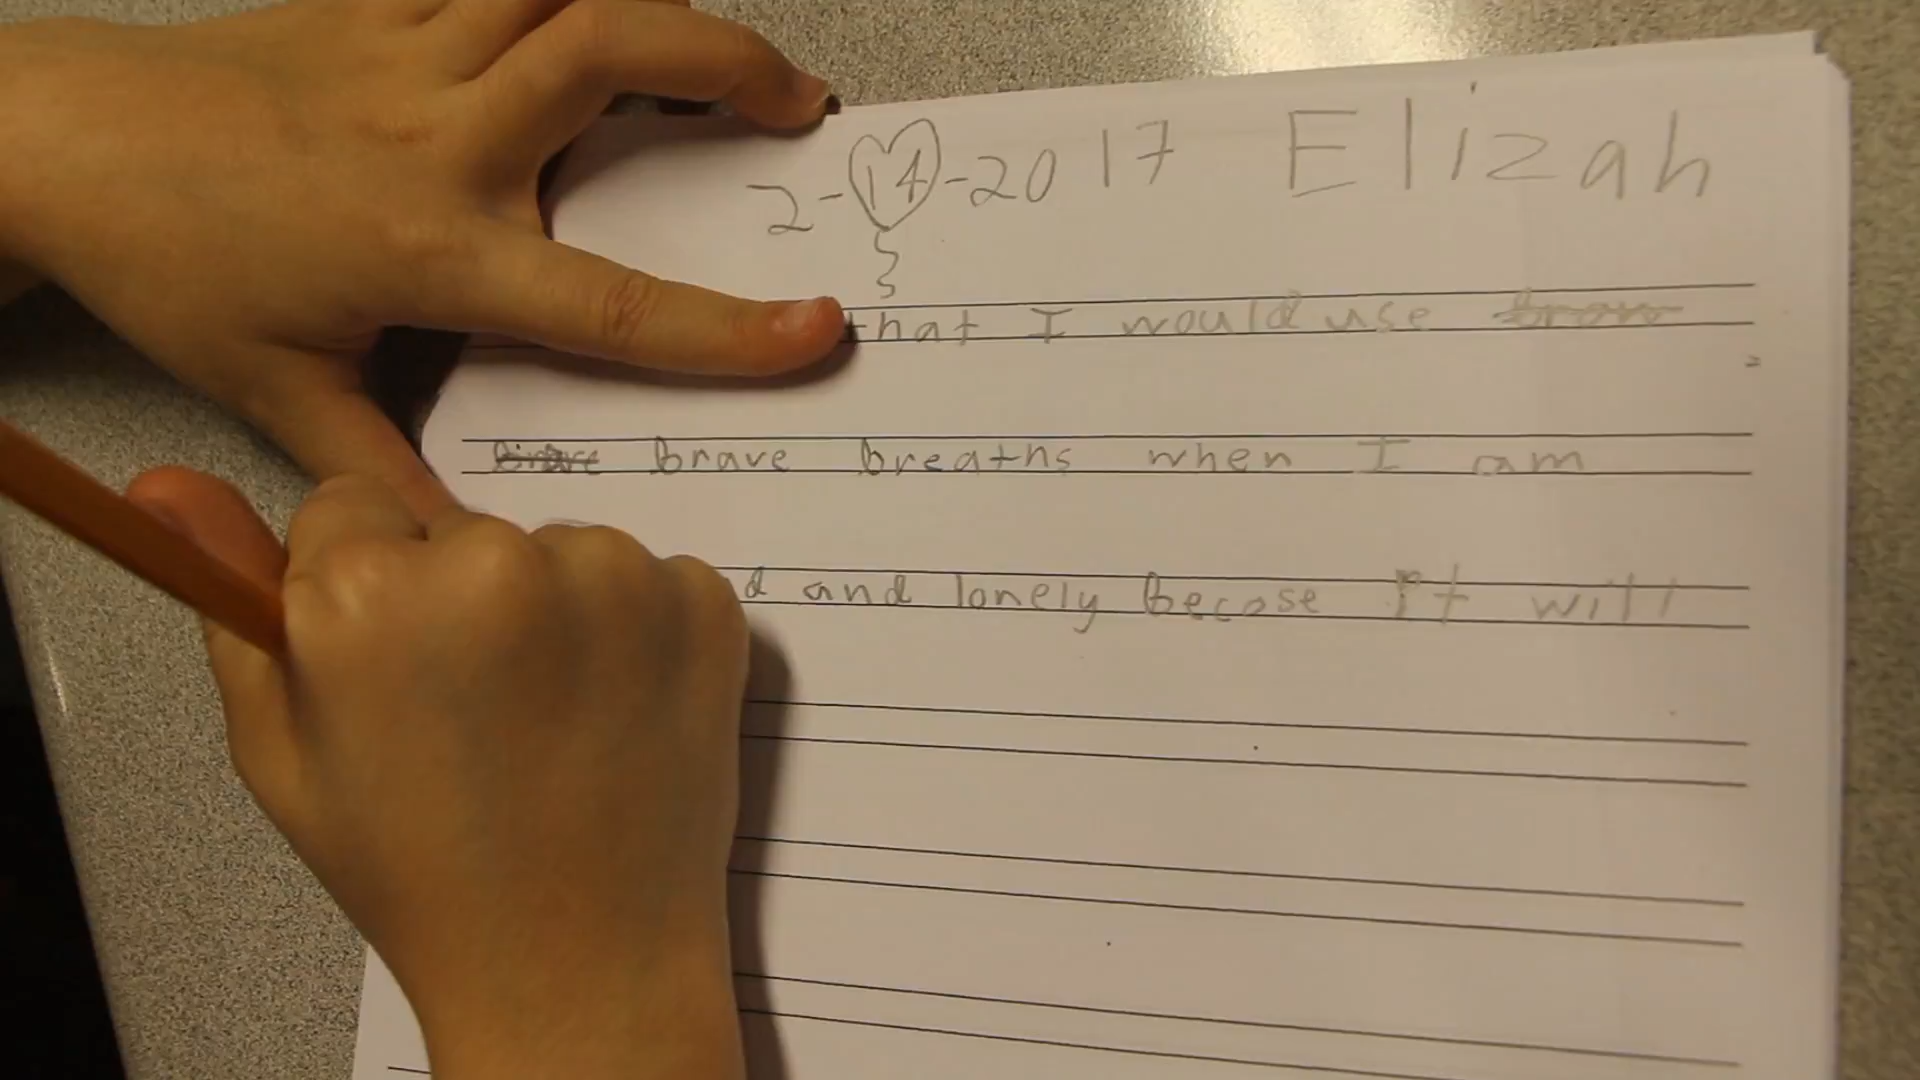 2-14-2017 Elizah
that I would use
brave breaths when I am
d and lonely becose it will